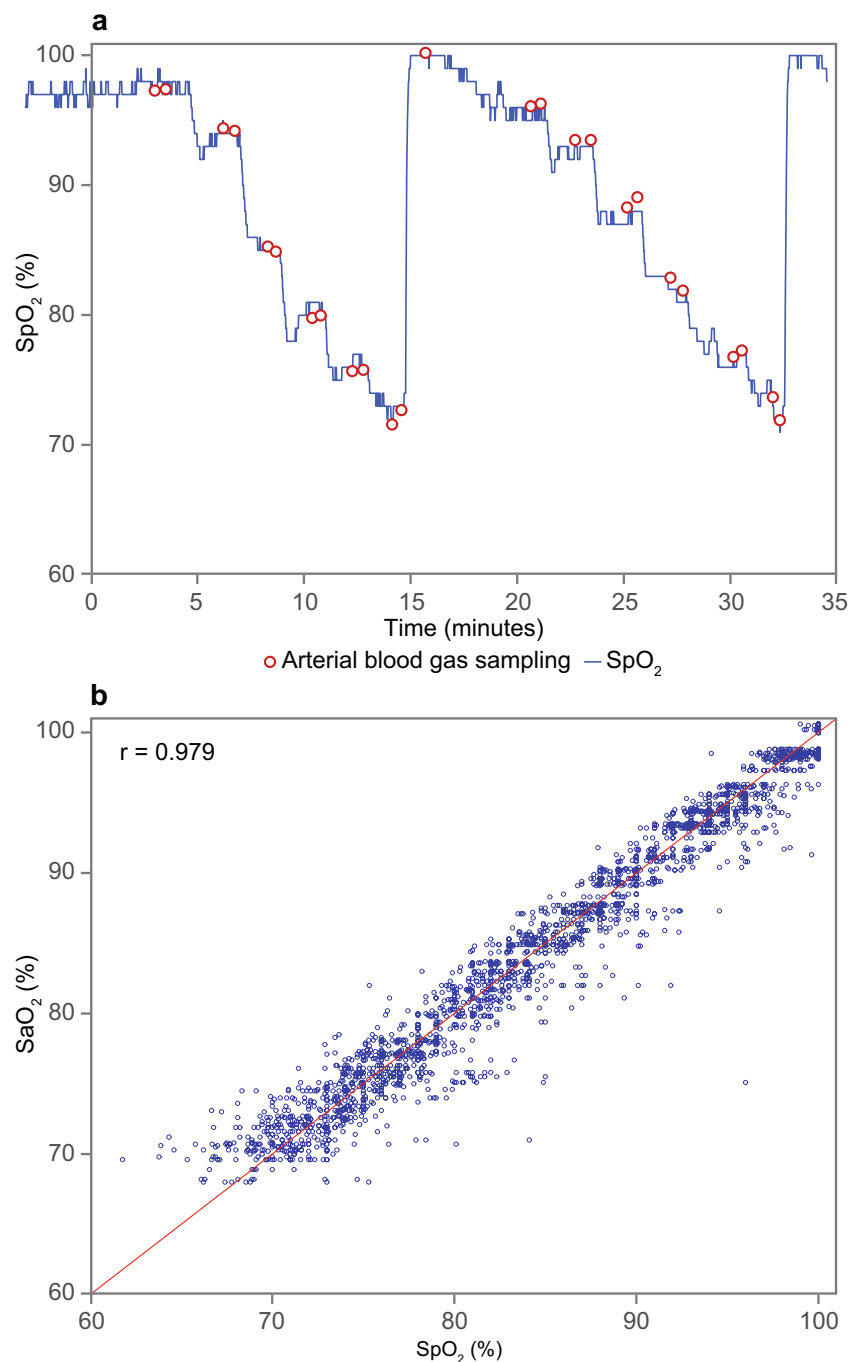 a
100
90
80
70
60
SpO₂ (%)
0 5 10 15 20 25 30 35
Time (minutes)
Arterial blood gas sampling SpO₂
b
r = 0.979
100
90
80
70
60
SaO₂ (%)
60 70 80 90 100
SpO₂ (%)